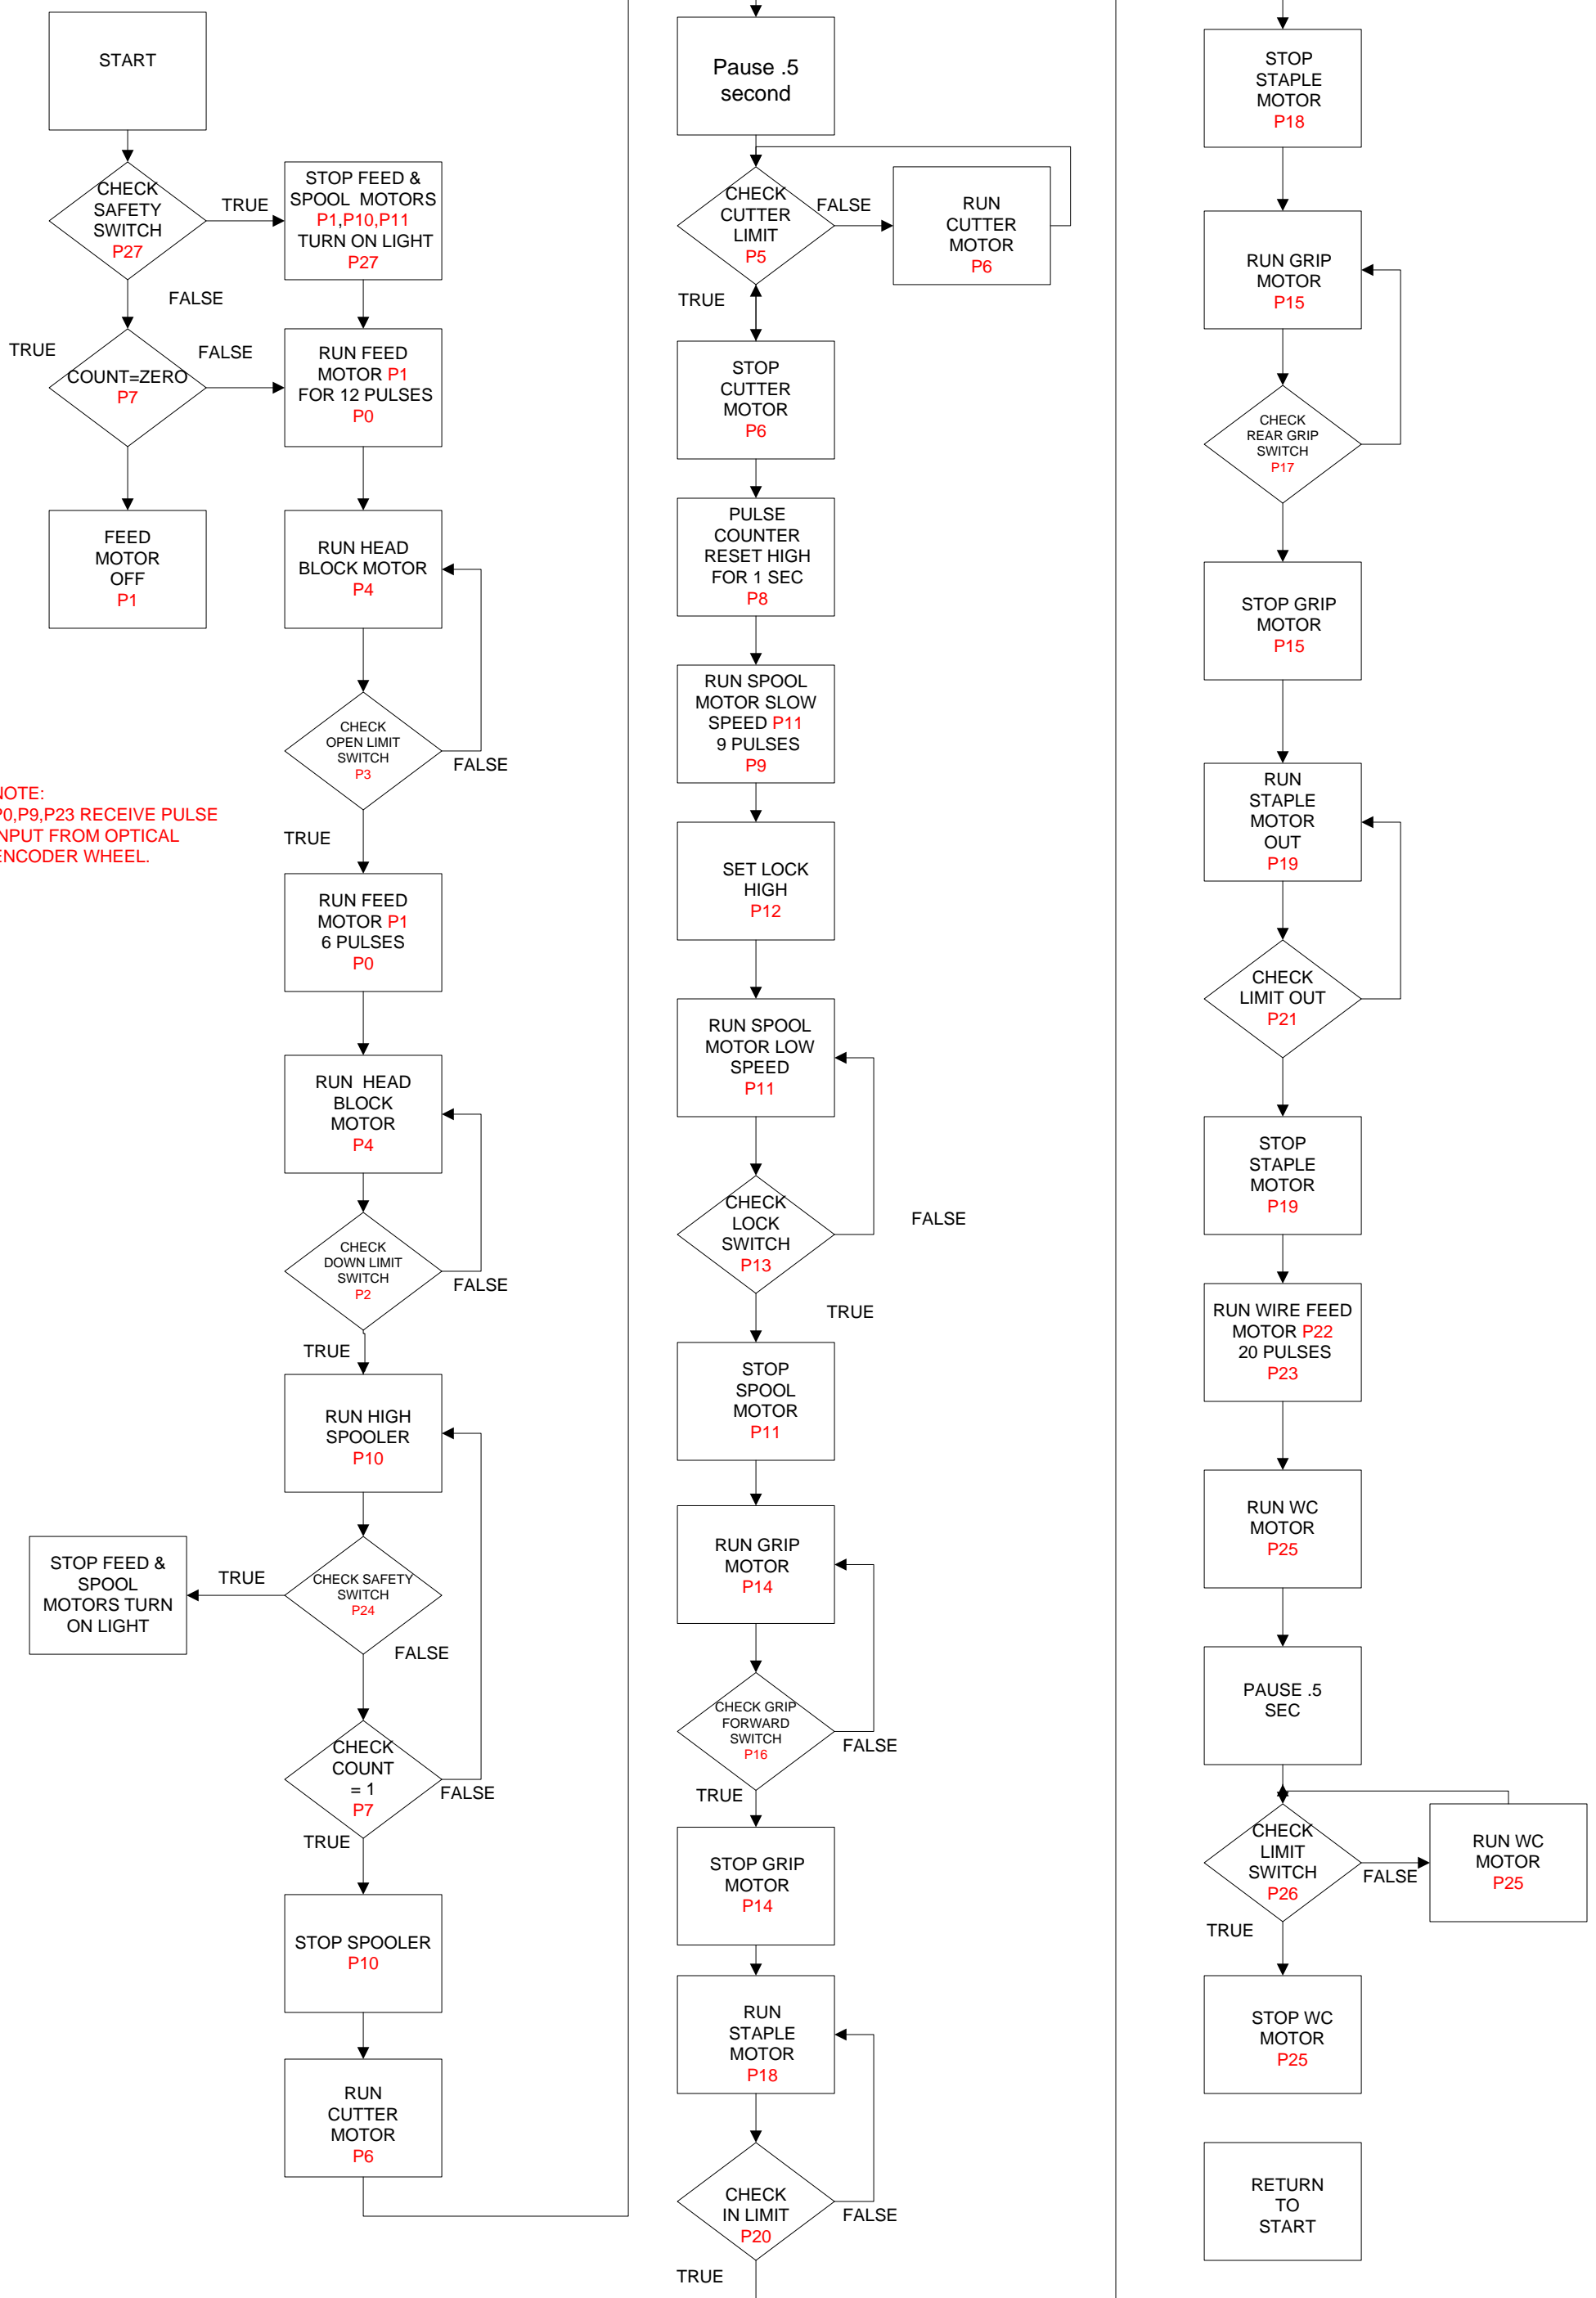 START
CHECK
SAFETY
SWITCH
P27
TRUE
STOP FEED &
SPOOL MOTORS
P1,P10,P11
TURN ON LIGHT
P27
FALSE
TRUE
COUNT=ZERO
P7
FALSE
RUN FEED
MOTOR P1
FOR 12 PULSES
P0
FEED
MOTOR
OFF
P1
RUN HEAD
BLOCK MOTOR
P4
CHECK
OPEN LIMIT
SWITCH
P3
FALSE
TRUE
NOTE:
P0,P9,P23 RECEIVE PULSE
INPUT FROM OPTICAL
ENCODER WHEEL.
RUN FEED
MOTOR P1
6 PULSES
P0
RUN HEAD
BLOCK
MOTOR
P4
CHECK
DOWN LIMIT
SWITCH
P2
FALSE
TRUE
RUN HIGH
SPOOLER
P10
STOP FEED &
SPOOL
MOTORS TURN
ON LIGHT
TRUE
CHECK SAFETY
SWITCH
P24
FALSE
CHECK
COUNT
= 1
P7
FALSE
TRUE
STOP SPOOLER
P10
RUN
CUTTER
MOTOR
P6
Pause .5
second
CHECK
CUTTER
LIMIT
P5
FALSE
RUN
CUTTER
MOTOR
P6
TRUE
STOP
CUTTER
MOTOR
P6
PULSE
COUNTER
RESET HIGH
FOR 1 SEC
P8
RUN SPOOL
MOTOR SLOW
SPEED P11
9 PULSES
P9
SET LOCK
HIGH
P12
RUN SPOOL
MOTOR LOW
SPEED
P11
CHECK
LOCK
SWITCH
P13
FALSE
TRUE
STOP
SPOOL
MOTOR
P11
RUN GRIP
MOTOR
P14
CHECK GRIP
FORWARD
SWITCH
P16
FALSE
TRUE
STOP GRIP
MOTOR
P14
RUN
STAPLE
MOTOR
P18
CHECK
IN LIMIT
P20
FALSE
TRUE
STOP
STAPLE
MOTOR
P18
RUN GRIP
MOTOR
P15
CHECK
REAR GRIP
SWITCH
P17
STOP GRIP
MOTOR
P15
RUN
STAPLE
MOTOR
OUT
P19
CHECK
LIMIT OUT
P21
STOP
STAPLE
MOTOR
P19
RUN WIRE FEED
MOTOR P22
20 PULSES
P23
RUN WC
MOTOR
P25
PAUSE .5
SEC
CHECK
LIMIT
SWITCH
P26
FALSE
RUN WC
MOTOR
P25
TRUE
STOP WC
MOTOR
P25
RETURN
TO
START